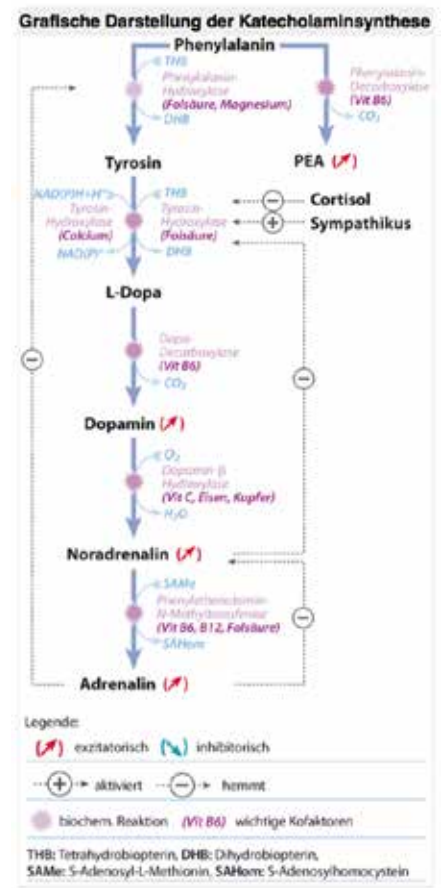 Grafische Darstellung der Katecholaminsynthese
Phenylalanin
THB
Phenylalanin-
Hydroxylase
(Folsäure, Magnesium)
DHB
Phenylalanin-
Decarboxylase
(Vit B6)
CO₂
Tyrosin
PEA (↗)
NAD(P)H+H⁺
Tyrosin-
Hydroxylase
(Calcium)
NAD(P)⁺
THB
Tyrosin-
Hydroxylase
(Folsäure)
DHB
Cortisol
Sympathikus
L-Dopa
Dopa-
Decarboxylase
(Vit B6)
CO₂
Dopamin (↗)
O₂
Dopamin-β
Hydroxylase
(Vit C, Eisen, Kupfer)
H₂O
Noradrenalin (↗)
SAMe
N-Methyltransferase
(Vit B6, B12, Folsäure)
SAHom
Adrenalin (↗)
Legende:
(↗) exzitatorisch (↘) inhibitorisch
+ aktiviert − hemmt
biochem. Reaktion (Vit B6) wichtige Kofaktoren
THB: Tetrahydrobiopterin, DHB: Dihydrobiopterin,
SAMe: S-Adenosyl-L-Methionin, SAHom: S-Adenosylhomocystein